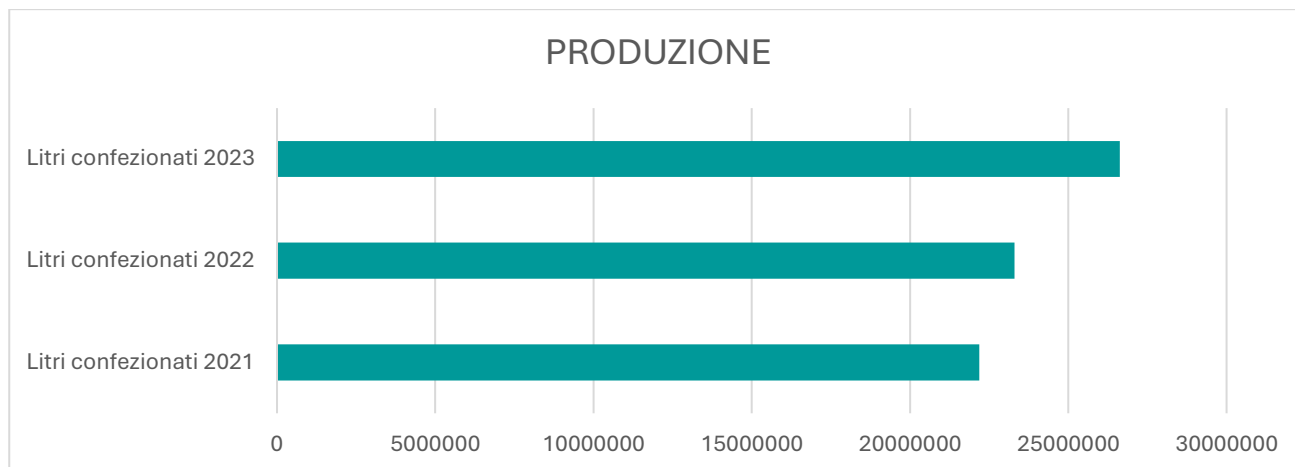 PRODUZIONE
Litri confezionati 2023
Litri confezionati 2022
Litri confezionati 2021
0 5000000 10000000 15000000 20000000 25000000 30000000